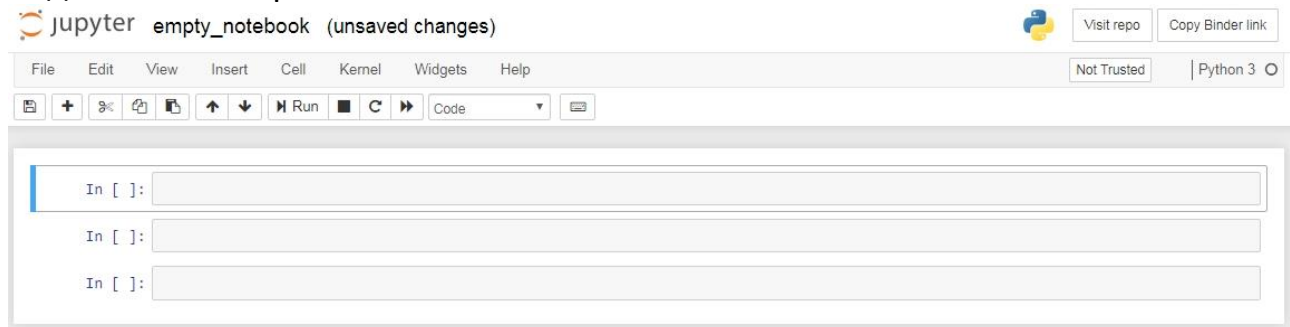 jupyter empty_notebook (unsaved changes) Visit repo Copy Binder link
File Edit View Insert Cell Kernel Widgets Help Not Trusted Python 3
Run Code
In [ ]:
In [ ]:
In [ ]: